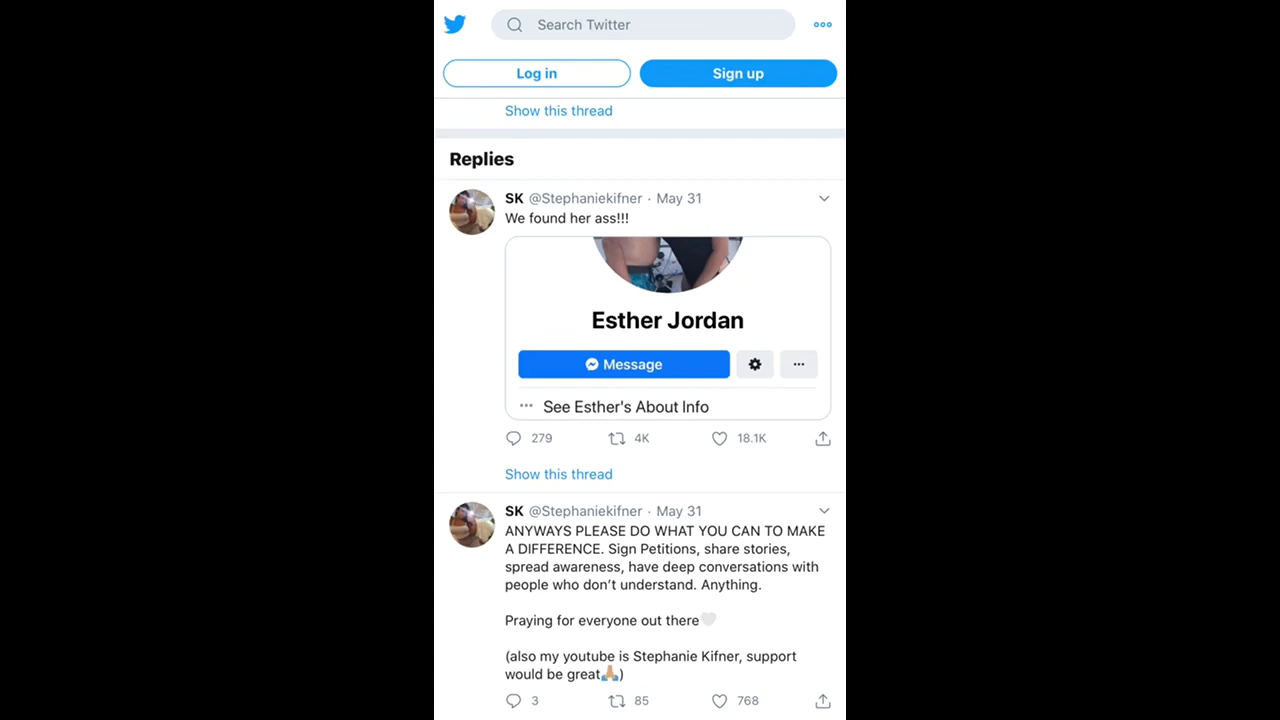 Search Twitter
Log in
Sign up
Show this thread
Replies
SK @Stephaniekifner · May 31
We found her ass!!!
Esther Jordan
Message
See Esther's About Info
279 4K 18.1K
Show this thread
SK @Stephaniekifner · May 31
ANYWAYS PLEASE DO WHAT YOU CAN TO MAKE
A DIFFERENCE. Sign Petitions, share stories,
spread awareness, have deep conversations with
people who don’t understand. Anything.
Praying for everyone out there🤍
(also my youtube is Stephanie Kifner, support
would be great🙏🏼)
3 85 768